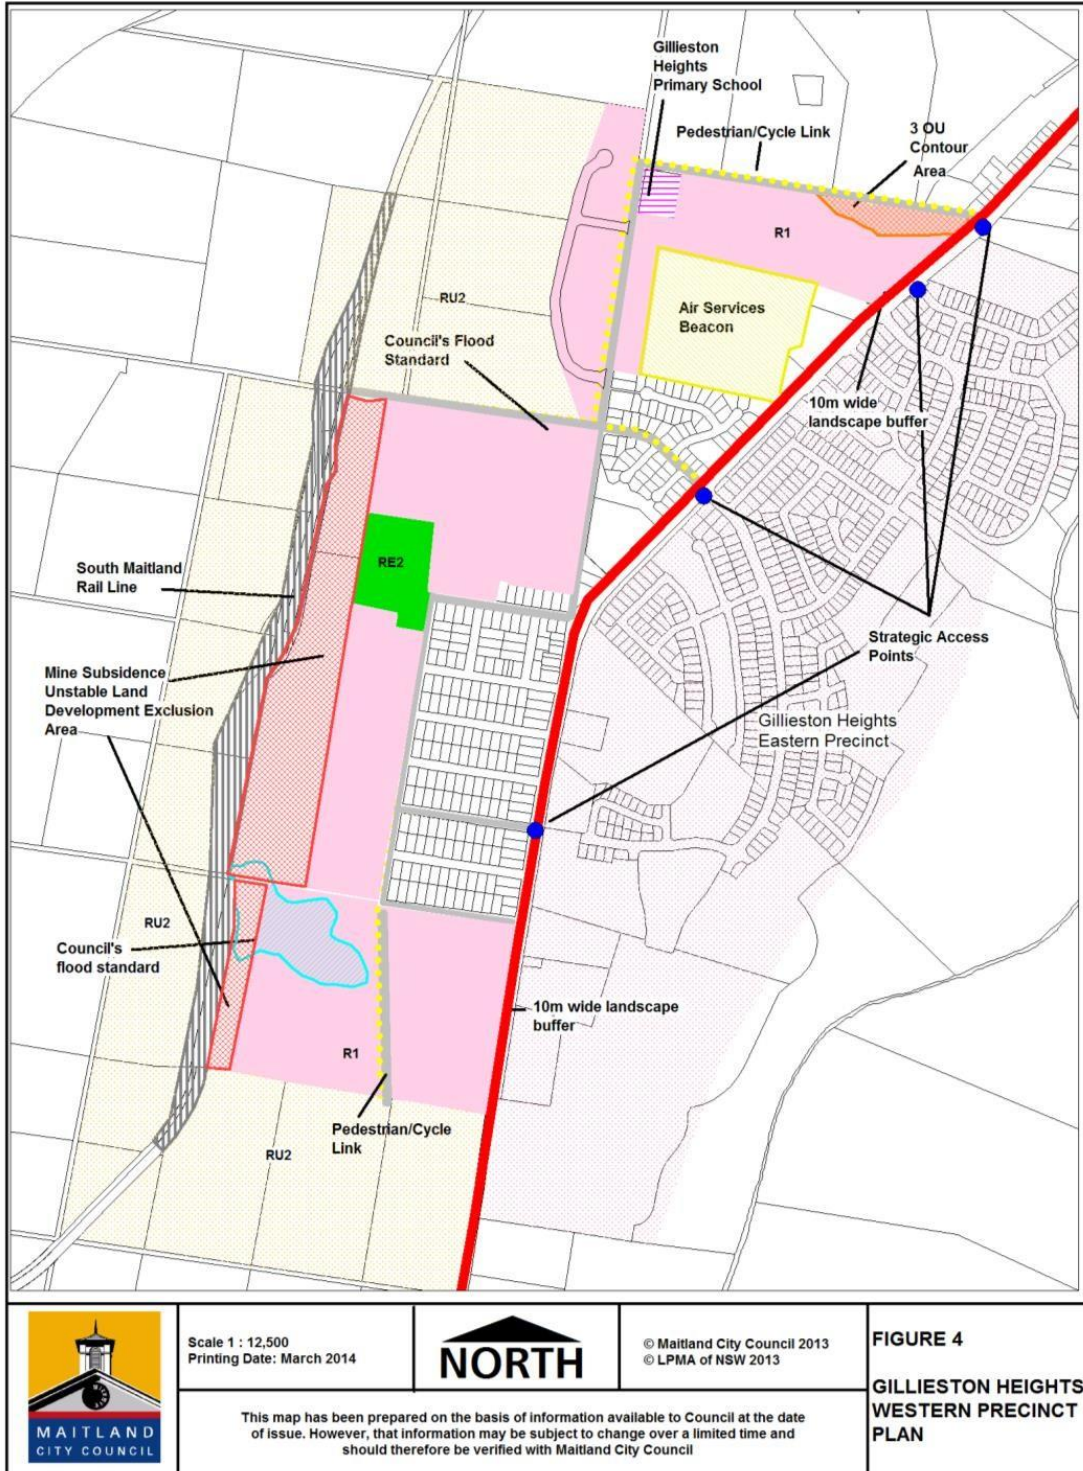 Gillieston
Heights
Primary School
Pedestrian/Cycle Link
3 OU
Contour
Area
R1
RU2
Air Services
Beacon
Council's Flood
Standard
10m wide
landscape buffer
RE2
South Maitland
Rail Line
Strategic Access
Points
Mine Subsidence
Unstable Land
Development Exclusion
Area
Gillieston Heights
Eastern Precinct
RU2
Council's
flood standard
10m wide landscape
buffer
R1
Pedestrian/Cycle
Link
RU2
MAITLAND
CITY COUNCIL
Scale 1 : 12,500
Printing Date: March 2014
NORTH
© Maitland City Council 2013
© LPMA of NSW 2013
This map has been prepared on the basis of information available to Council at the date
of issue. However, that information may be subject to change over a limited time and
should therefore be verified with Maitland City Council
FIGURE 4
GILLIESTON HEIGHTS
WESTERN PRECINCT
PLAN